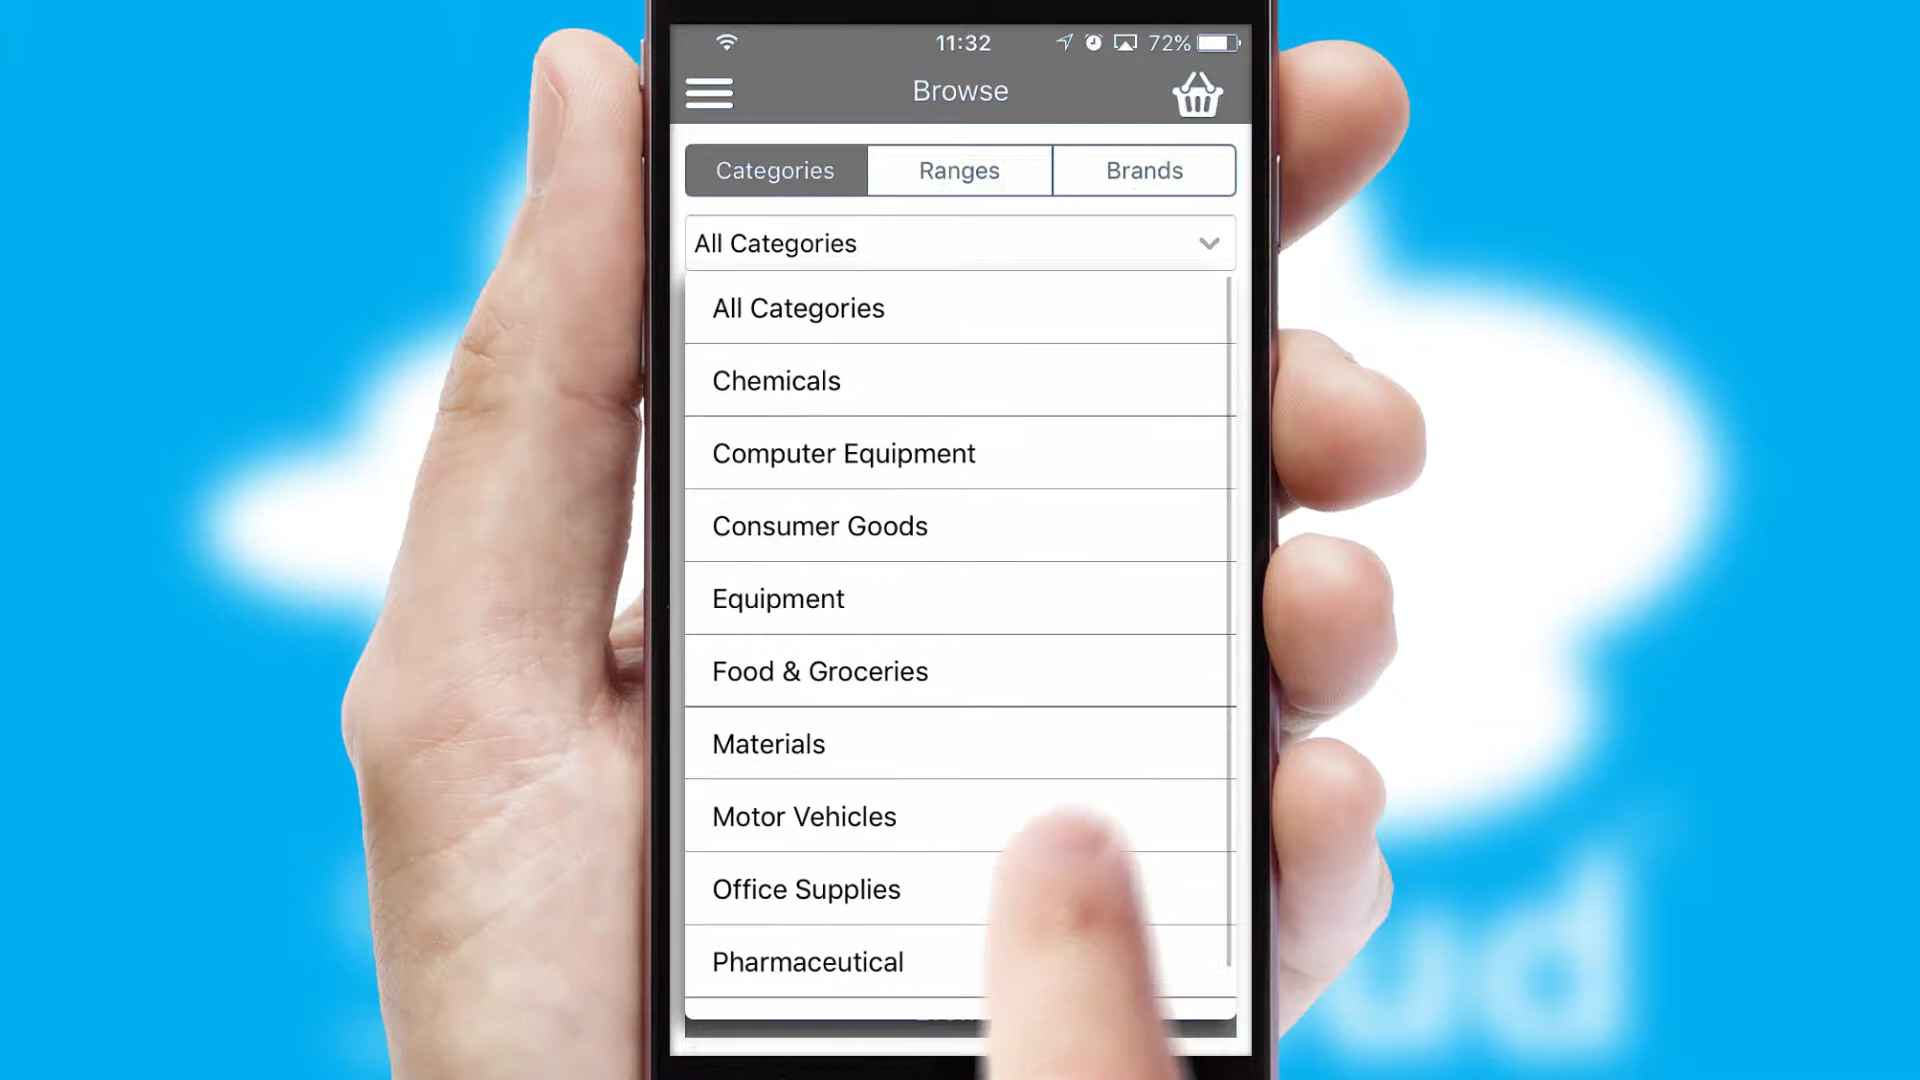 11:32
72%
Browse
Categories
Ranges
Brands
All Categories
All Categories
Chemicals
Computer Equipment
Consumer Goods
Equipment
Food & Groceries
Materials
Motor Vehicles
Office Supplies
Pharmaceutical
ud